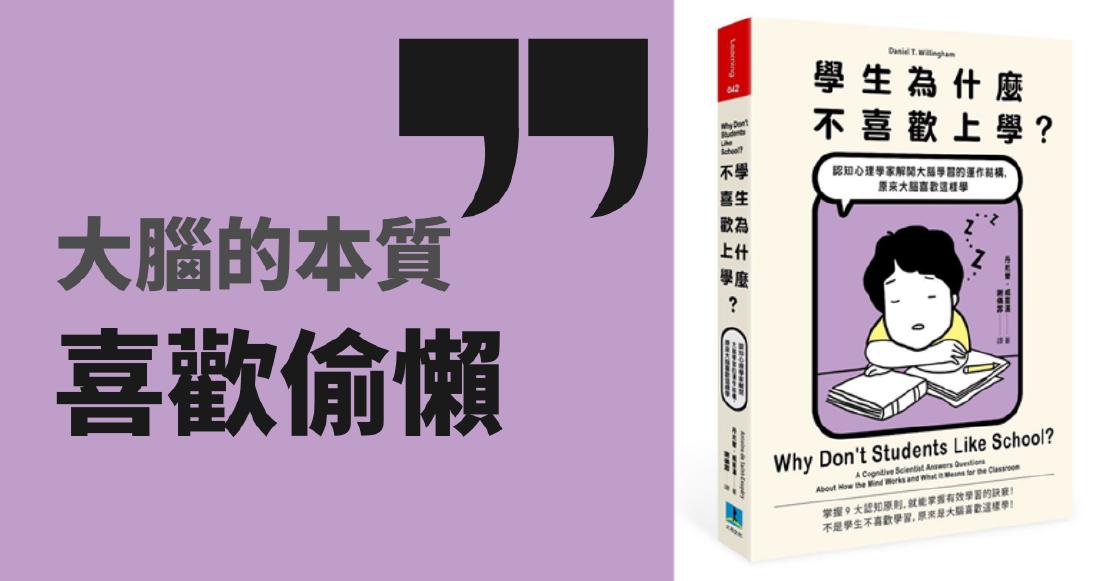 大腦的本質
喜歡偷懶
Learning
042
Why Don't
Students
Like
School?
學生為什麼
不喜歡上學?
Daniel T. Willingham
學生為什麼
不喜歡上學?
認知心理學家解開大腦學習的運作結構,
原來大腦喜歡這樣學
z z z
丹尼爾・威靈漢——著
謝儀霏——譯
Why Don't Students Like School?
A Cognitive Scientist Answers Questions
About How the Mind Works and What It Means for the Classroom
掌握9大認知原則,就能掌握有效學習的訣竅!
不是學生不喜歡學習,原來是大腦喜歡這樣學!